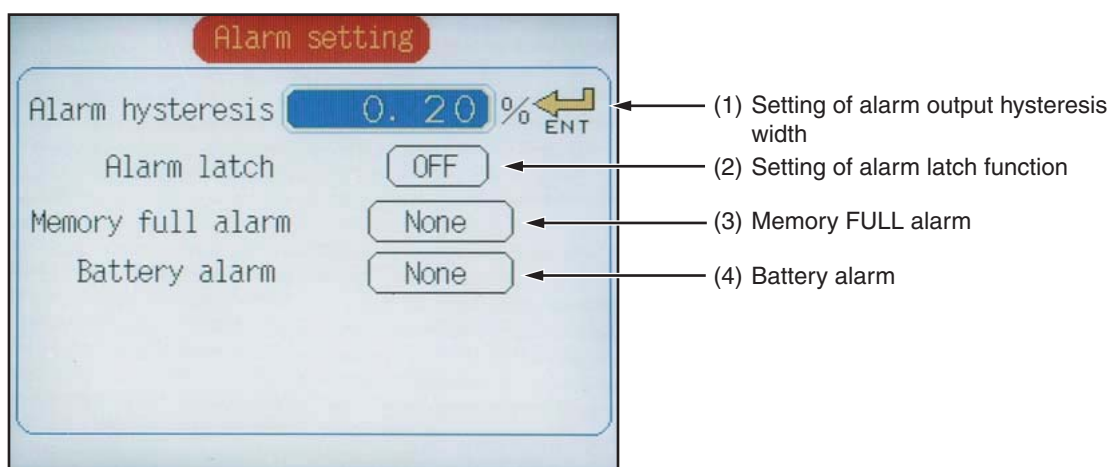 Alarm setting
Alarm hysteresis 0. 20 % ENT
(1) Setting of alarm output hysteresis
width
Alarm latch OFF
(2) Setting of alarm latch function
Memory full alarm None
(3) Memory FULL alarm
Battery alarm None
(4) Battery alarm